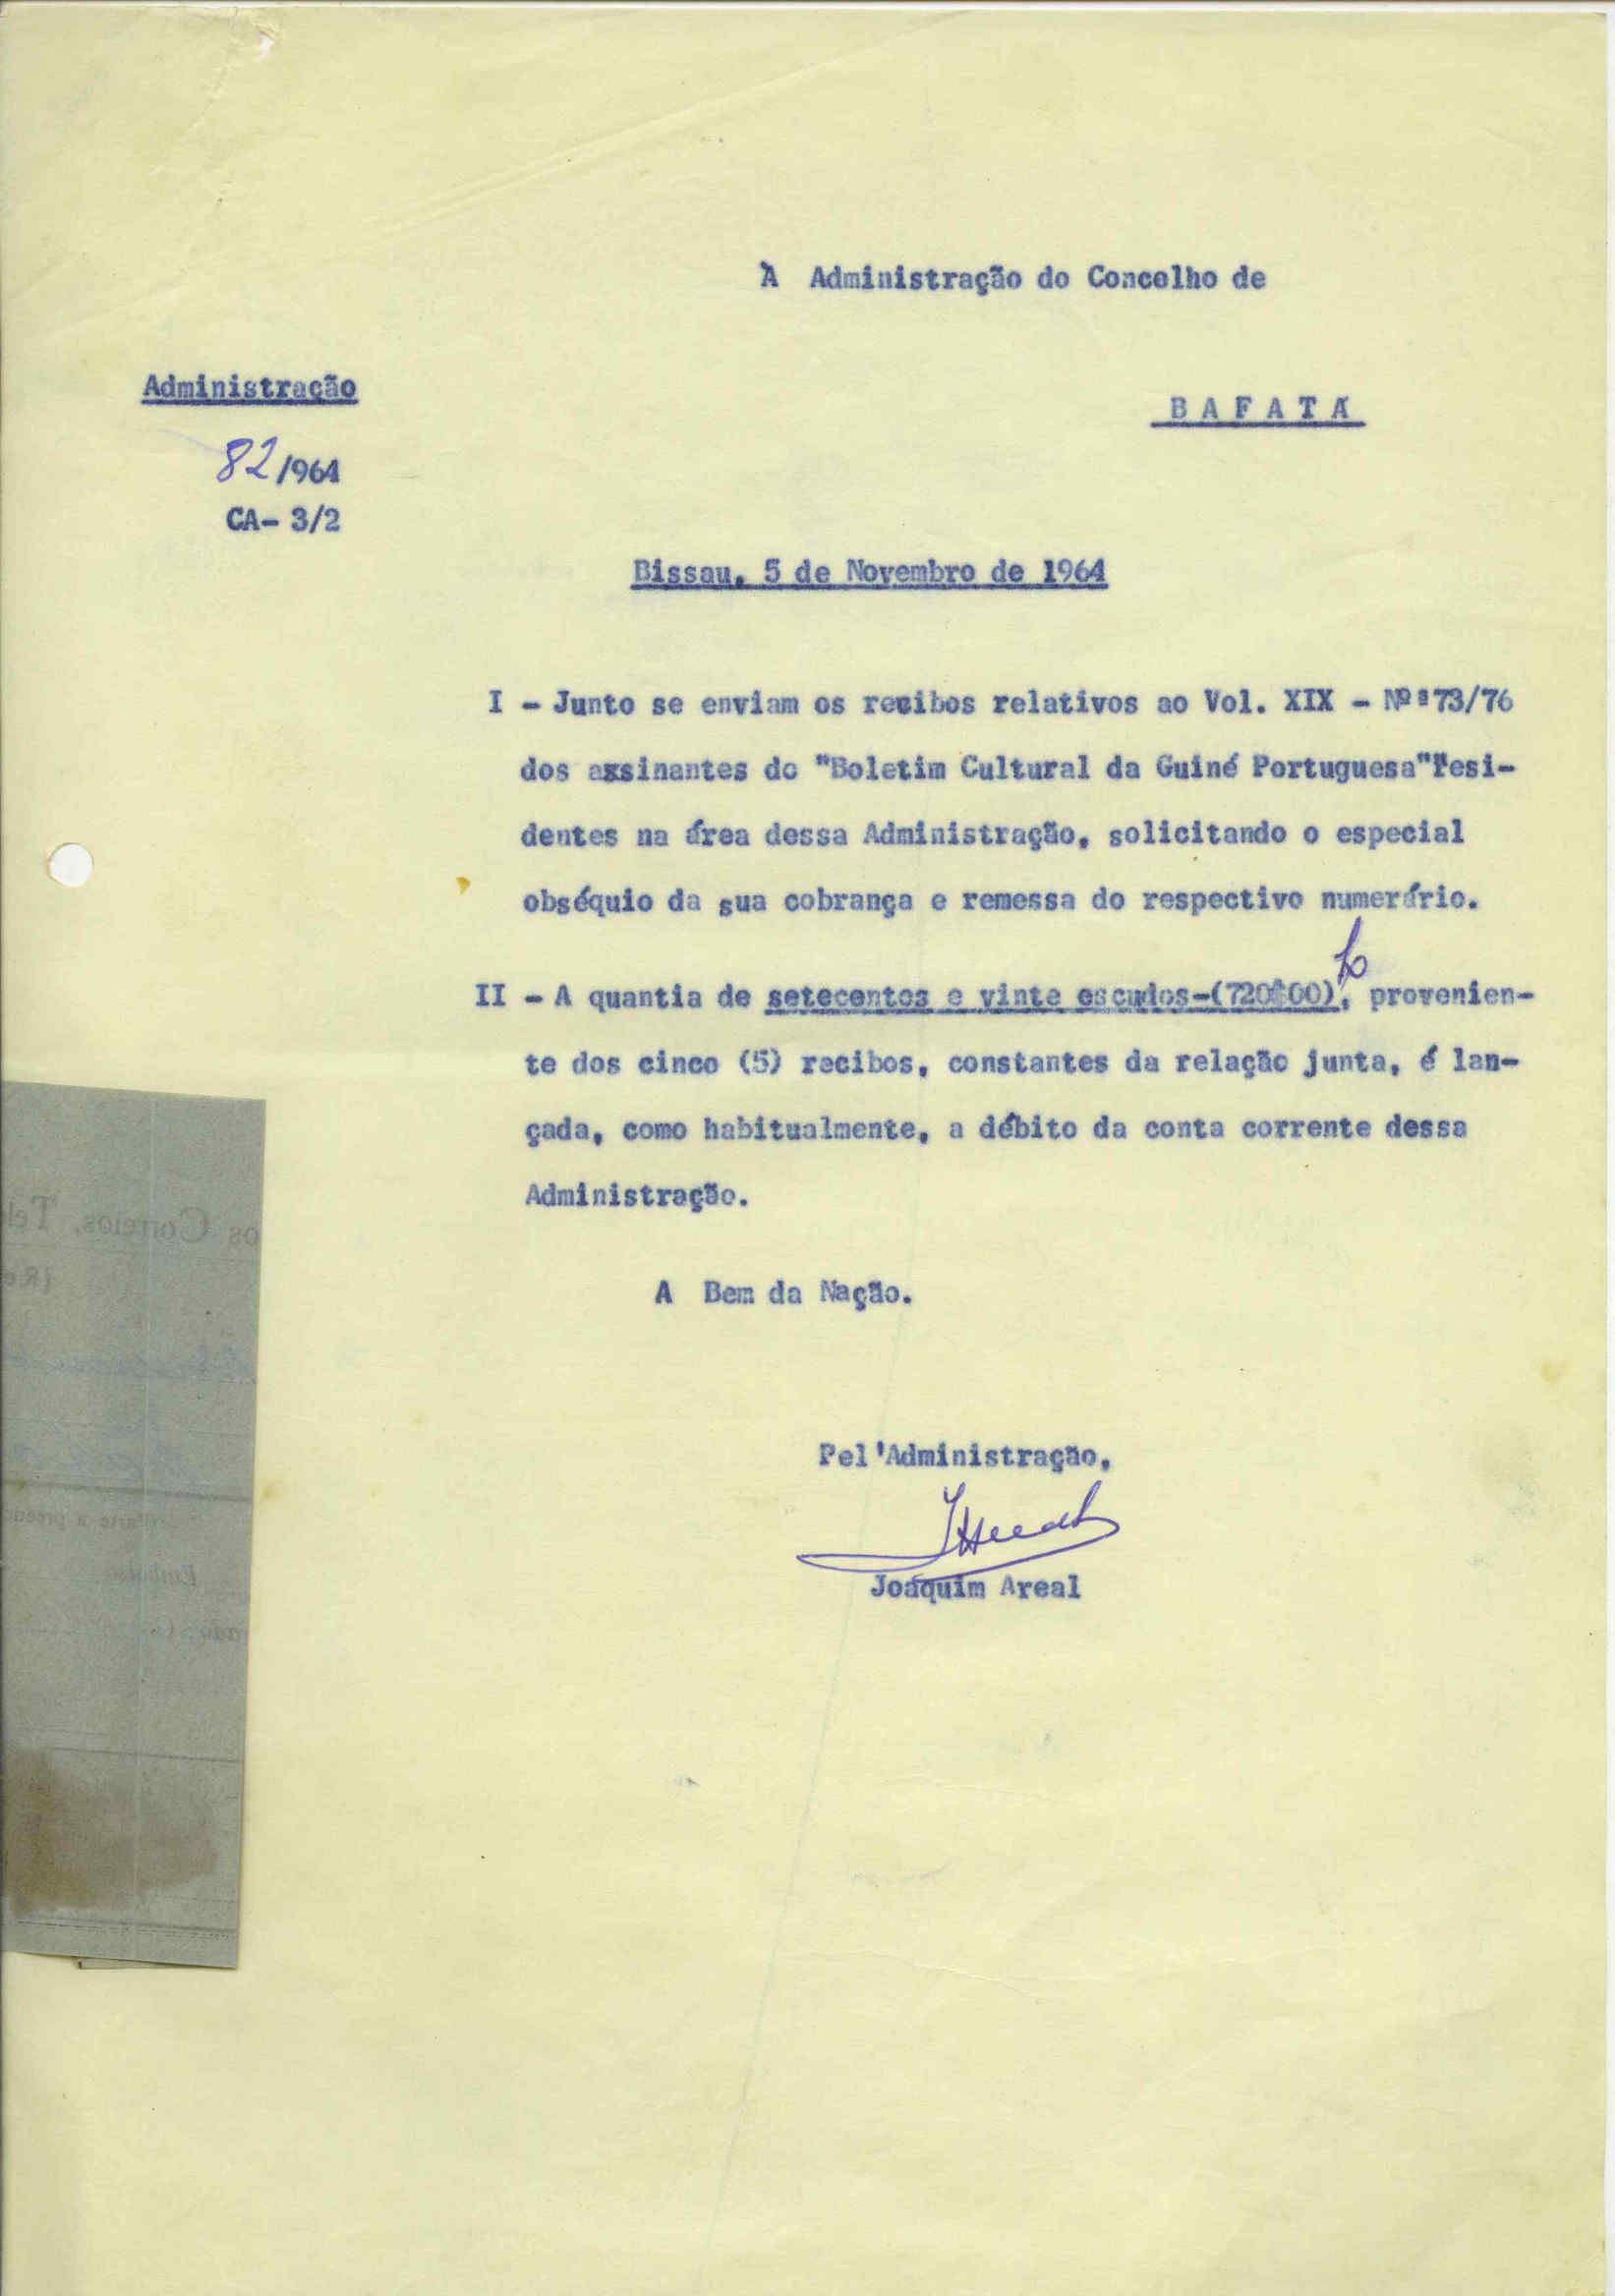 À Administração do Concelho de
Administração
BAFATÁ
82/964
CA- 3/2
Bissau, 5 de Novembro de 1964
I - Junto se enviam os recibos relativos ao Vol. XIX - Nºs 73/76
dos assinantes do "Boletim Cultural da Guiné Portuguesa" resi-
dentes na área dessa Administração, solicitando o especial
obséquio da sua cobrança e remessa do respectivo numerário.
II - A quantia de setecentos e vinte escudos-(720$00), provenien-
te dos cinco (5) recibos, constantes da relação junta, é lan-
çada, como habitualmente, a débito da conta corrente dessa
Administração.
A Bem da Nação.
Pel'Administração,
Joaquim Areal
os Correios, Tel